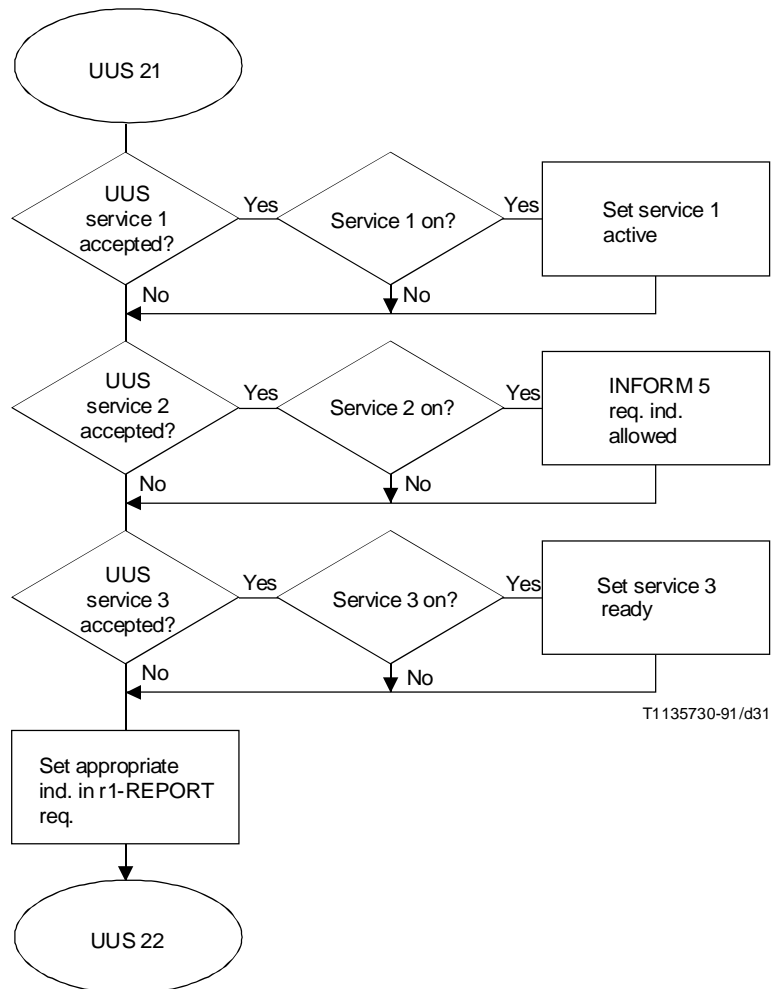 UUS 21
UUS
service 1
accepted?
Yes
Service 1 on?
Yes
Set service 1
active
No
No
UUS
service 2
accepted?
Yes
Service 2 on?
Yes
INFORM 5
req. ind.
allowed
No
No
UUS
service 3
accepted?
Yes
Service 3 on?
Yes
Set service 3
ready
No
No
T1135730-91/d31
Set appropriate
ind. in r1-REPORT
req.
UUS 22